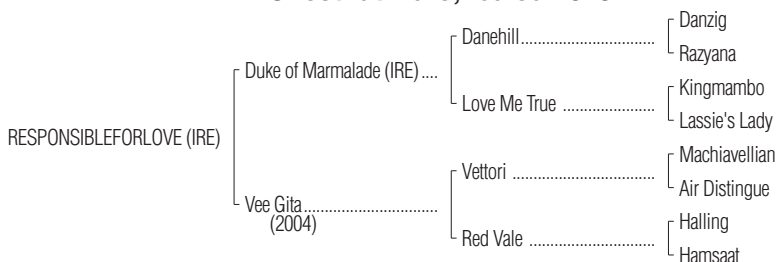 Danzig
Danehill
Razyana
Duke of Marmalade (IRE)
Kingmambo
Love Me True
Lassie's Lady
RESPONSIBLEFORLOVE (IRE)
Machiavellian
Vettori
Air Distingue
Vee Gita
(2004)
Halling
Red Vale
Hamsaat